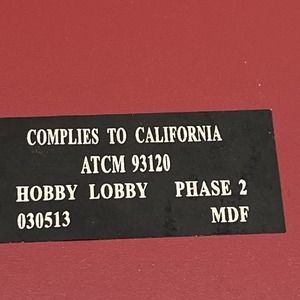 COMPLIES TO CALIFORNIA
ATCM 93120
HOBBY LOBBY PHASE 2
030513 MDF